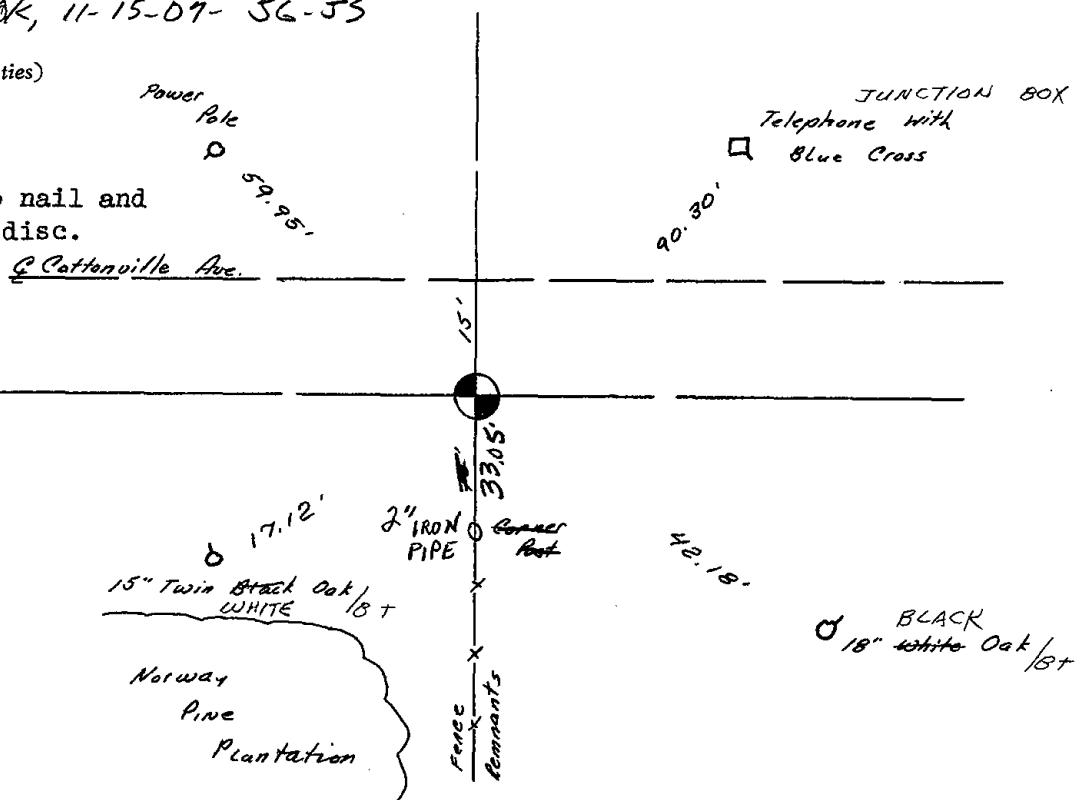 11-15-07- 56-55
ties)
Power
Pole
59.95'
JUNCTION BOX
Telephone with
Blue Cross
90.30'
nail and
disc.
℄ Cottonville Ave.
15'
33.05'
2" IRON
PIPE
Corner
Post
17.12'
15" Twin Black Oak /8+
WHITE
42.18'
BLACK
18" White Oak /8+
Norway
Pine
Plantation
Fence
Remnants